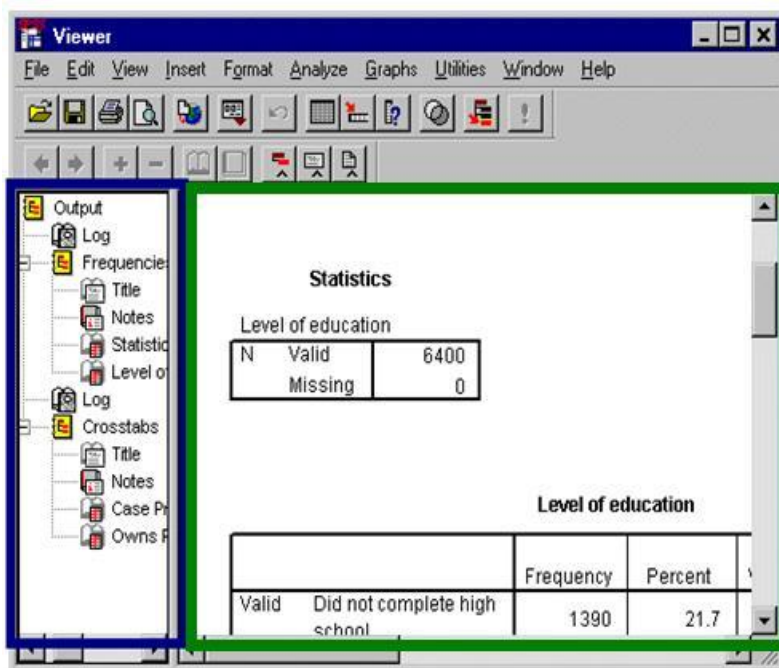 Viewer
File Edit View Insert Format Analyze Graphs Utilities Window Help
Output
Log
Frequencies
Title
Notes
Statistic
Level of
Log
Crosstabs
Title
Notes
Case Pr
Owns P
Statistics
Level of education
N Valid 6400
Missing 0
Level of education
Frequency Percent
Valid Did not complete high school 1390 21.7